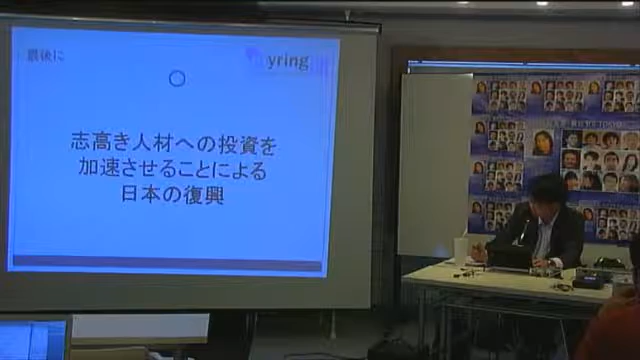 最後に
yring
志高き人材への投資を
加速させることによる
日本の復興